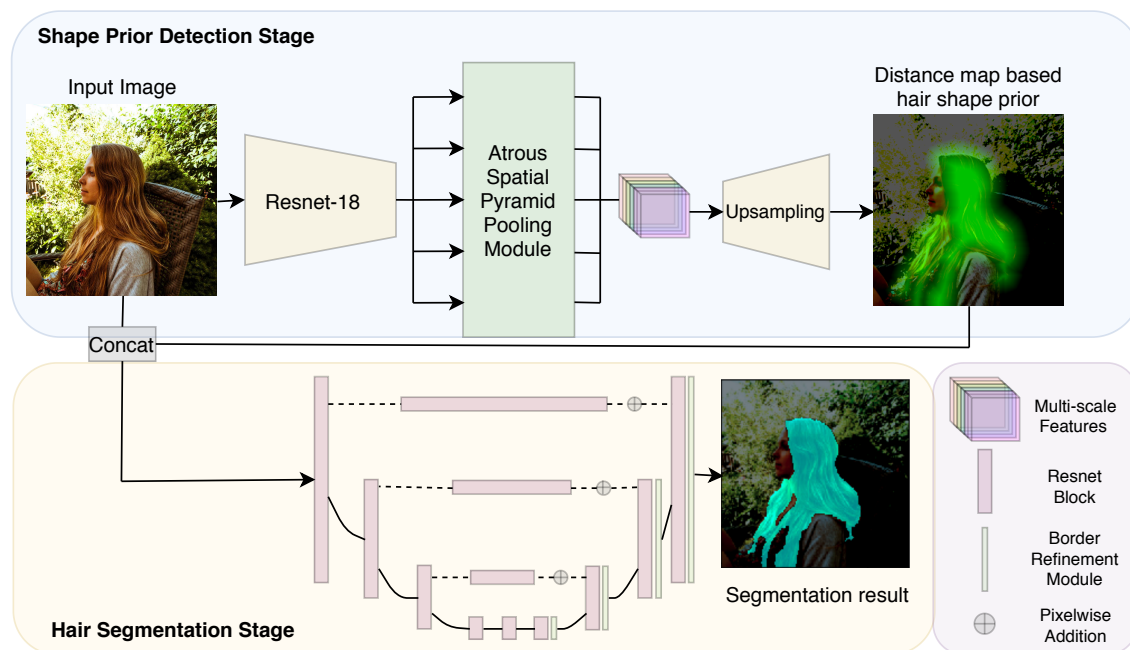 Shape Prior Detection Stage
Input Image
Resnet-18
Atrous
Spatial
Pyramid
Pooling
Module
Upsampling
Distance map based
hair shape prior
Concat
Segmentation result
Hair Segmentation Stage
Multi-scale
Features
Resnet
Block
Border
Refinement
Module
Pixelwise
Addition